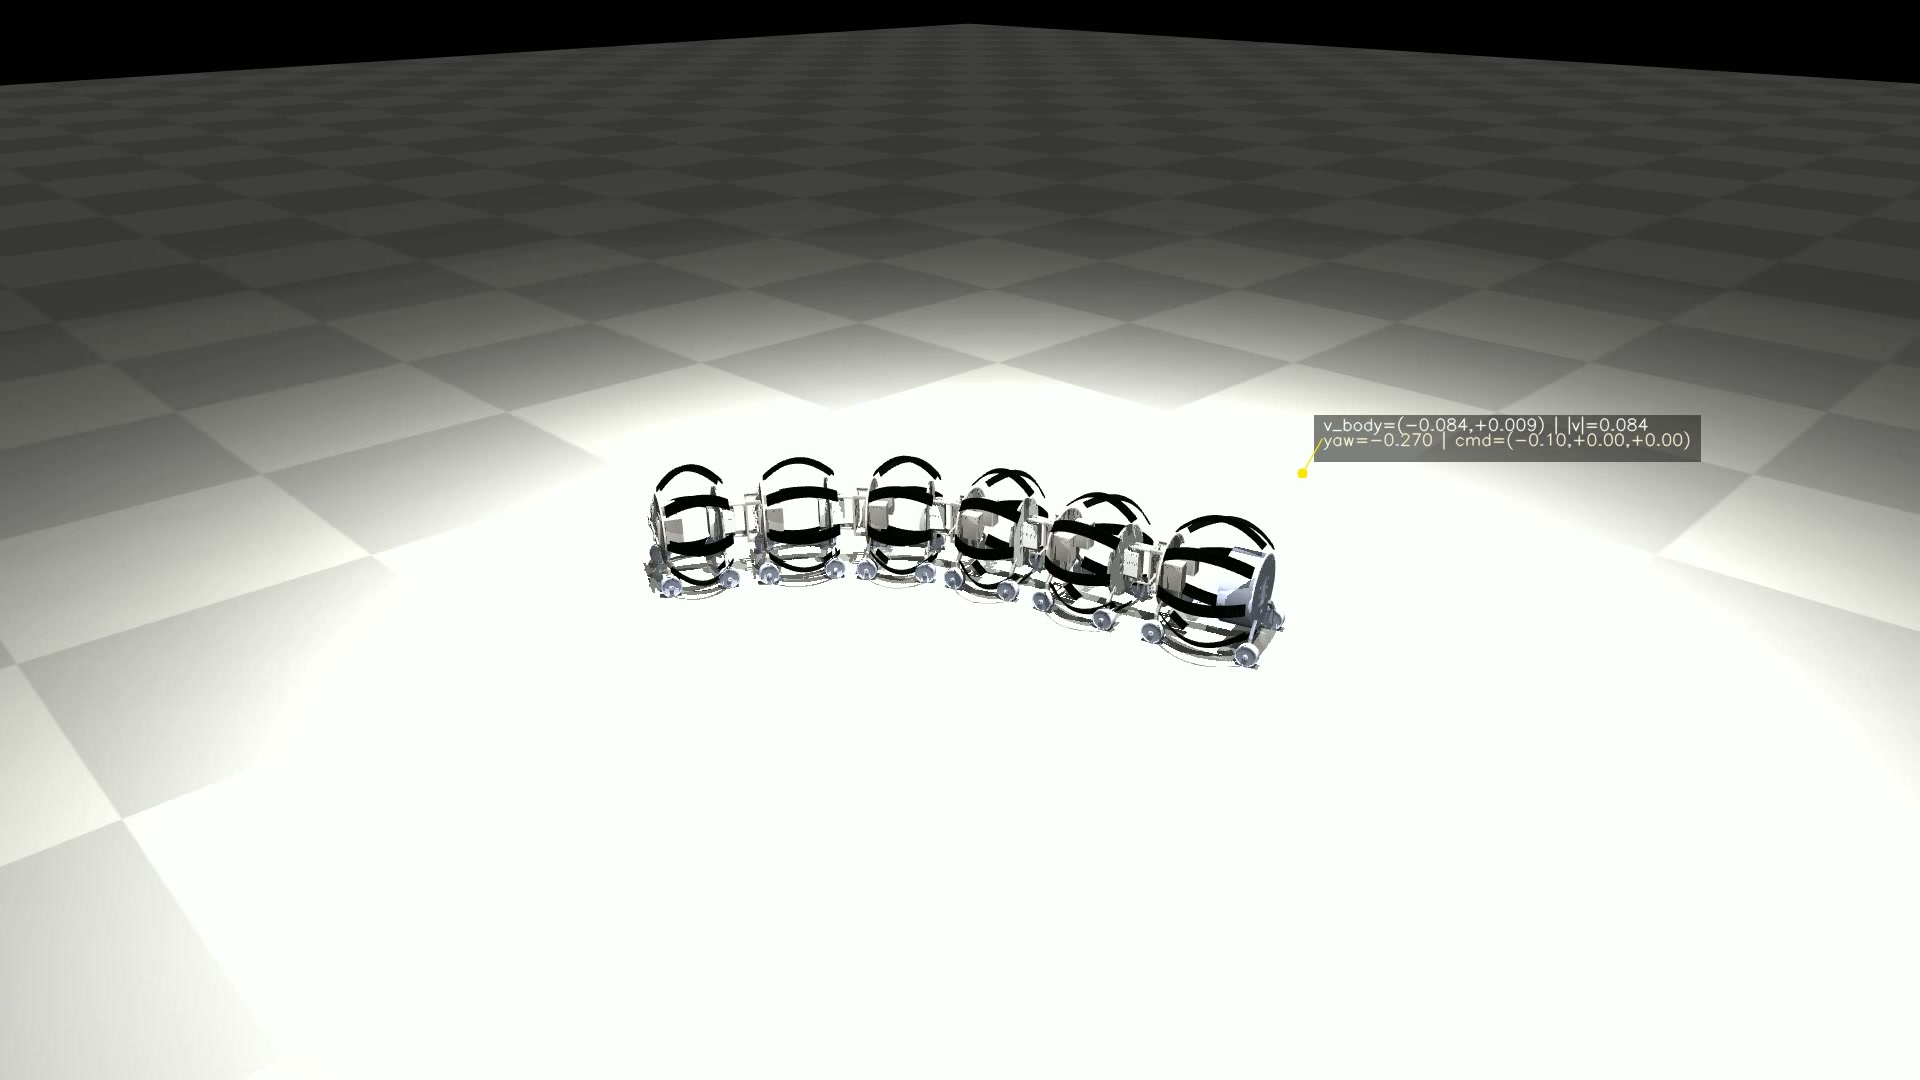 v_body=(−0.084,+0.009) | |v|=0.084
yaw=−0.270 | cmd=(−0.10,+0.00,+0.00)